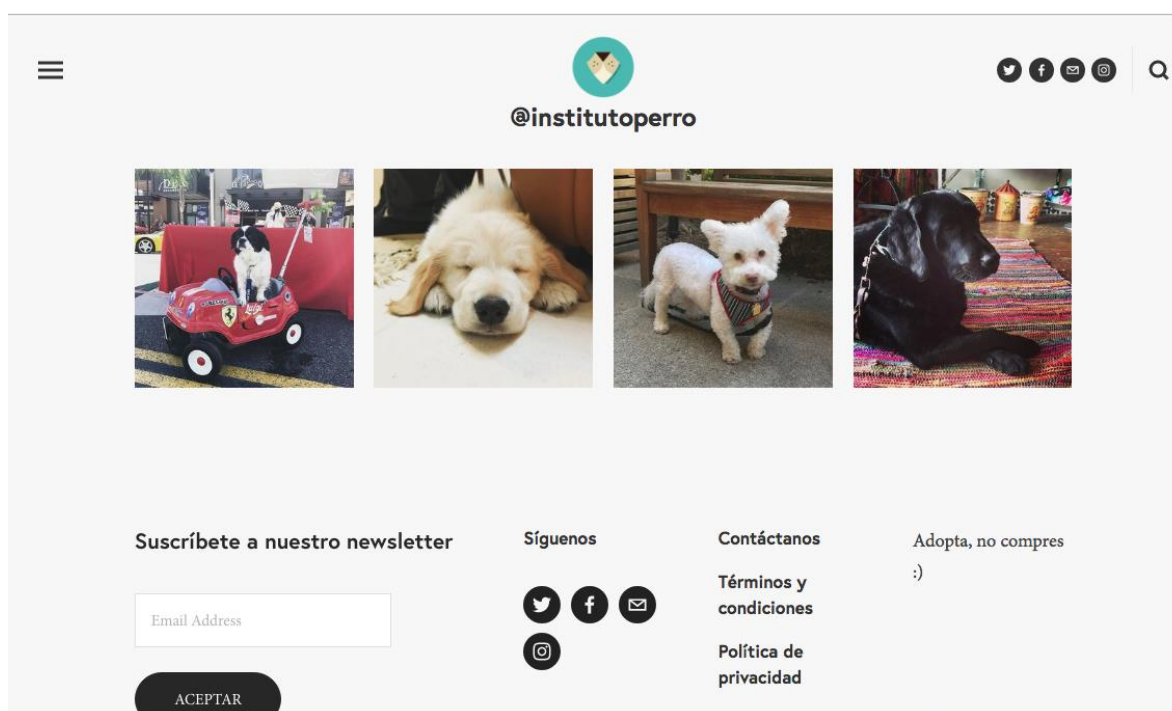 @institutoperro
Suscríbete a nuestro newsletter
Email Address
ACEPTAR
Síguenos
Contáctanos
Términos y
condiciones
Política de
privacidad
Adopta, no compres
:)